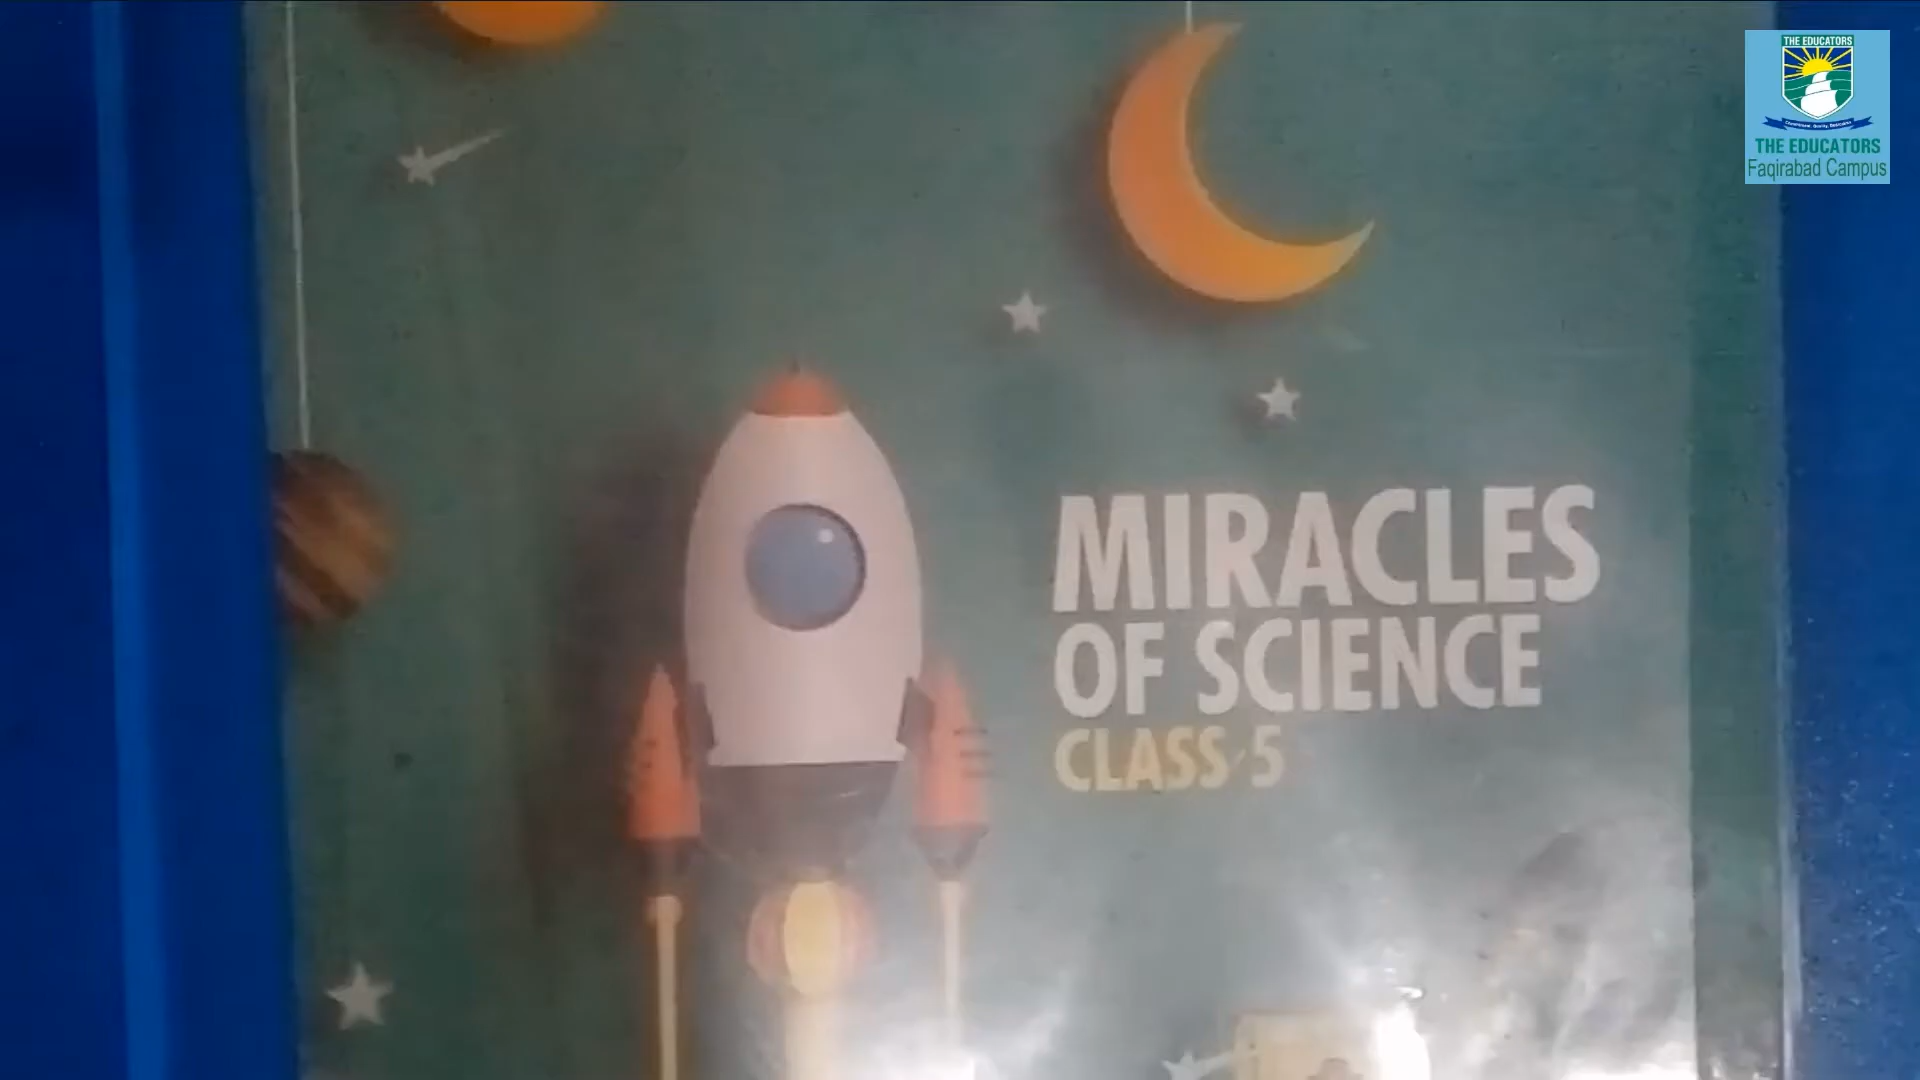 THE EDUCATORS
THE EDUCATORS
Faqirabad Campus
MIRACLES
OF SCIENCE
CLASS 5